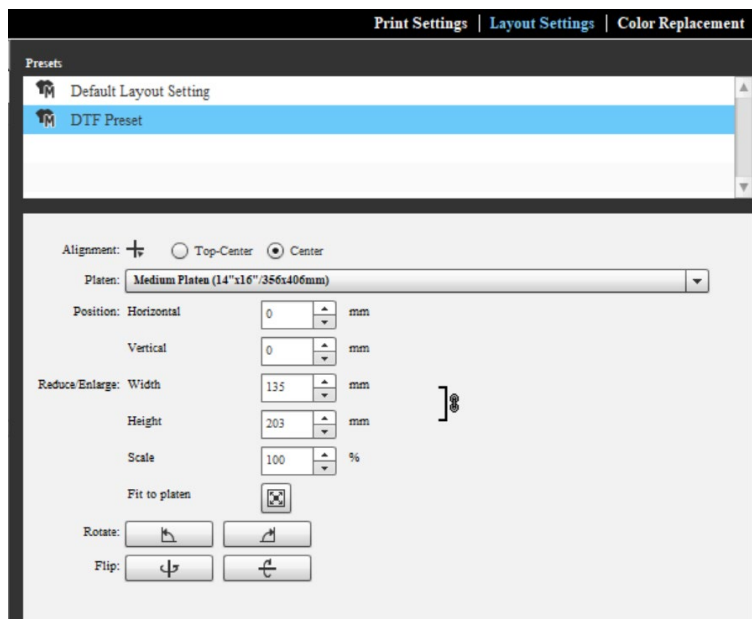 Print Settings | Layout Settings | Color Replacement
Presets
M Default Layout Setting
M DTF Preset
Alignment: Top-Center Center
Platen: Medium Platen (14"x16"/356x406mm)
Position: Horizontal 0 mm
Vertical 0 mm
Reduce/Enlarge: Width 135 mm
Height 203 mm
Scale 100 %
Fit to platen
Rotate:
Flip: